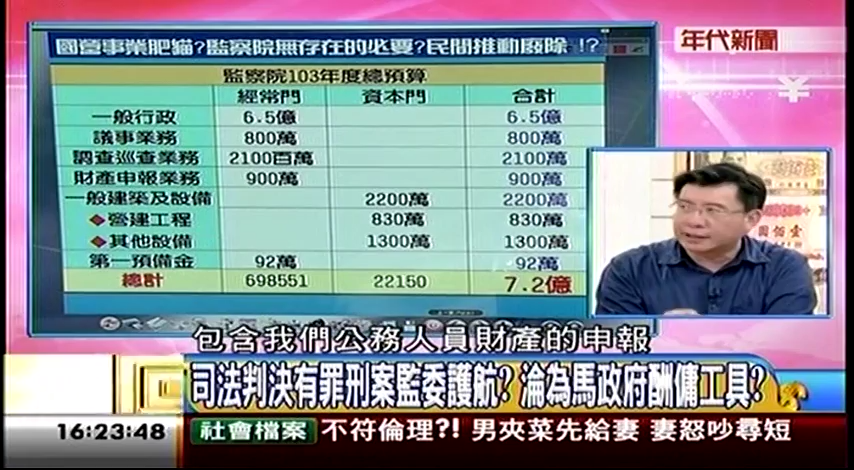 國營事業肥貓?監察院無存在的必要?民間推動廢除 !?
年代新聞
監察院103年度總預算
經常門 資本門 合計
一般行政 6.5億 6.5億
議事業務 800萬 800萬
調查巡查業務 2100百萬 2100萬
財產申報業務 900萬 900萬
一般建築及設備 2200萬 2200萬
◆營建工程 830萬 830萬
◆其他設備 1300萬 1300萬
第一預備金 92萬 92萬
總計 698551 22150 7.2億
包含我們公務人員財產的申報
司法判決有罪刑案監委護航? 淪為馬政府酬傭工具?
16:23:48 社會檔案 不符倫理?! 男夾菜先給妻 妻怒吵尋短